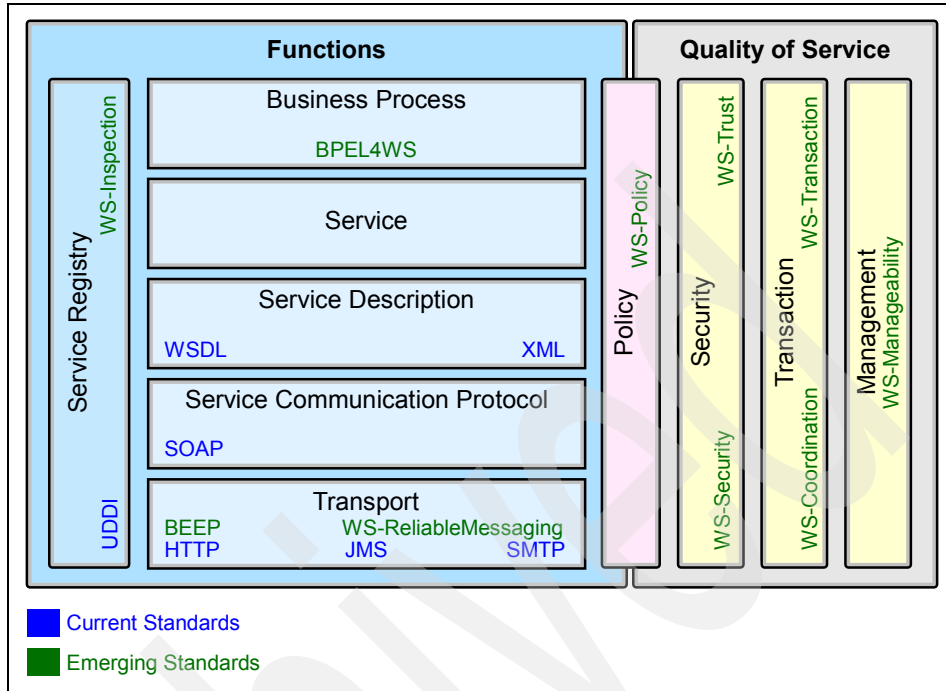 Functions
Quality of Service
Service Registry
WS-Inspection
UDDI
Business Process
BPEL4WS
Service
Service Description
WSDL XML
Service Communication Protocol
SOAP
Transport
BEEP WS-ReliableMessaging
HTTP JMS SMTP
Policy
WS-Policy
Security
WS-Trust
WS-Security
Transaction
WS-Transaction
WS-Coordination
Management
WS-Manageability
Current Standards
Emerging Standards